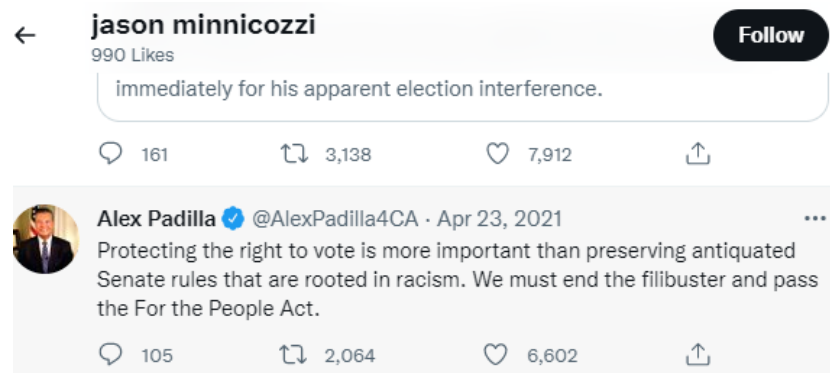 jason minnicozzi
990 Likes
Follow
immediately for his apparent election interference.
161 3,138 7,912
Alex Padilla @AlexPadilla4CA · Apr 23, 2021
Protecting the right to vote is more important than preserving antiquated
Senate rules that are rooted in racism. We must end the filibuster and pass
the For the People Act.
105 2,064 6,602